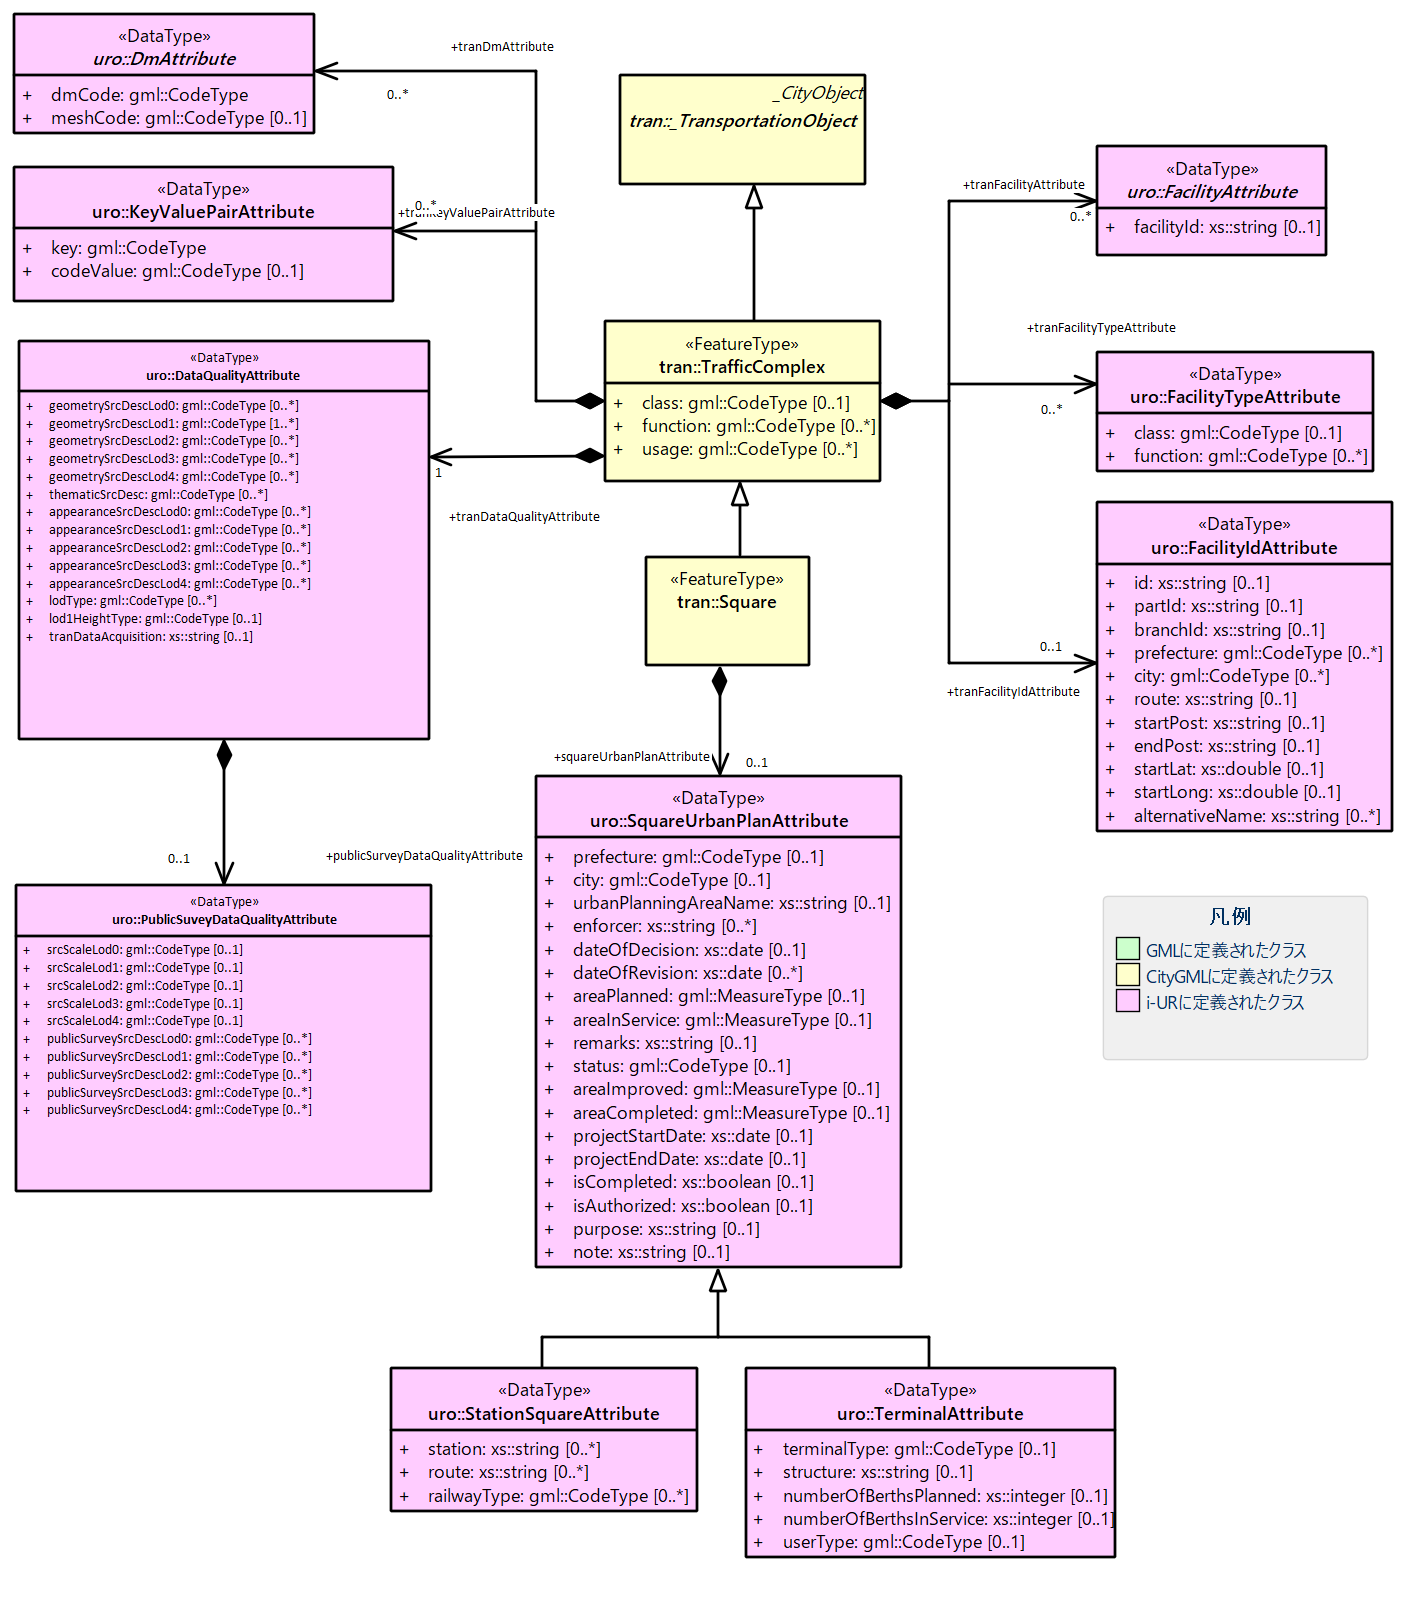 «DataType»
uro::DmAttribute
+ dmCode: gml::CodeType
+ meshCode: gml::CodeType [0..1]
+tranDmAttribute
0..*
_CityObject
tran::_TransportationObject
«DataType»
uro::KeyValuePairAttribute
+ key: gml::CodeType
+ codeValue: gml::CodeType [0..1]
0..*
+tranKeyValuePairAttribute
«DataType»
uro::FacilityAttribute
+ facilityId: xs::string [0..1]
+tranFacilityAttribute
0..*
«FeatureType»
tran::TrafficComplex
+ class: gml::CodeType [0..1]
+ function: gml::CodeType [0..*]
+ usage: gml::CodeType [0..*]
+tranFacilityTypeAttribute
0..*
«DataType»
uro::FacilityTypeAttribute
+ class: gml::CodeType [0..1]
+ function: gml::CodeType [0..*]
«DataType»
uro::DataQualityAttribute
+ geometrySrcDescLod0: gml::CodeType [0..*]
+ geometrySrcDescLod1: gml::CodeType [1..*]
+ geometrySrcDescLod2: gml::CodeType [0..*]
+ geometrySrcDescLod3: gml::CodeType [0..*]
+ geometrySrcDescLod4: gml::CodeType [0..*]
+ thematicSrcDesc: gml::CodeType [0..*]
+ appearanceSrcDescLod0: gml::CodeType [0..*]
+ appearanceSrcDescLod1: gml::CodeType [0..*]
+ appearanceSrcDescLod2: gml::CodeType [0..*]
+ appearanceSrcDescLod3: gml::CodeType [0..*]
+ appearanceSrcDescLod4: gml::CodeType [0..*]
+ lodType: gml::CodeType [0..*]
+ lod1HeightType: gml::CodeType [0..1]
+ tranDataAcquisition: xs::string [0..1]
1
+tranDataQualityAttribute
«FeatureType»
tran::Square
«DataType»
uro::FacilityIdAttribute
+ id: xs::string [0..1]
+ partId: xs::string [0..1]
+ branchId: xs::string [0..1]
+ prefecture: gml::CodeType [0..*]
+ city: gml::CodeType [0..*]
+ route: xs::string [0..1]
+ startPost: xs::string [0..1]
+ endPost: xs::string [0..1]
+ startLat: xs::double [0..1]
+ startLong: xs::double [0..1]
+ alternativeName: xs::string [0..*]
0..1
+tranFacilityIdAttribute
+squareUrbanPlanAttribute
0..1
«DataType»
uro::SquareUrbanPlanAttribute
+ prefecture: gml::CodeType [0..1]
+ city: gml::CodeType [0..1]
+ urbanPlanningAreaName: xs::string [0..1]
+ enforcer: xs::string [0..*]
+ dateOfDecision: xs::date [0..1]
+ dateOfRevision: xs::date [0..*]
+ areaPlanned: gml::MeasureType [0..1]
+ areaInService: gml::MeasureType [0..1]
+ remarks: xs::string [0..1]
+ status: gml::CodeType [0..1]
+ areaImproved: gml::MeasureType [0..1]
+ areaCompleted: gml::MeasureType [0..1]
+ projectStartDate: xs::date [0..1]
+ projectEndDate: xs::date [0..1]
+ isCompleted: xs::boolean [0..1]
+ isAuthorized: xs::boolean [0..1]
+ purpose: xs::string [0..1]
+ note: xs::string [0..1]
0..1
+publicSurveyDataQualityAttribute
«DataType»
uro::PublicSuveyDataQualityAttribute
+ srcScaleLod0: gml::CodeType [0..1]
+ srcScaleLod1: gml::CodeType [0..1]
+ srcScaleLod2: gml::CodeType [0..1]
+ srcScaleLod3: gml::CodeType [0..1]
+ srcScaleLod4: gml::CodeType [0..1]
+ publicSurveySrcDescLod0: gml::CodeType [0..*]
+ publicSurveySrcDescLod1: gml::CodeType [0..*]
+ publicSurveySrcDescLod2: gml::CodeType [0..*]
+ publicSurveySrcDescLod3: gml::CodeType [0..*]
+ publicSurveySrcDescLod4: gml::CodeType [0..*]
凡例
GMLに定義されたクラス
CityGMLに定義されたクラス
i-URに定義されたクラス
«DataType»
uro::StationSquareAttribute
+ station: xs::string [0..*]
+ route: xs::string [0..*]
+ railwayType: gml::CodeType [0..*]
«DataType»
uro::TerminalAttribute
+ terminalType: gml::CodeType [0..1]
+ structure: xs::string [0..1]
+ numberOfBerthsPlanned: xs::integer [0..1]
+ numberOfBerthsInService: xs::integer [0..1]
+ userType: gml::CodeType [0..1]